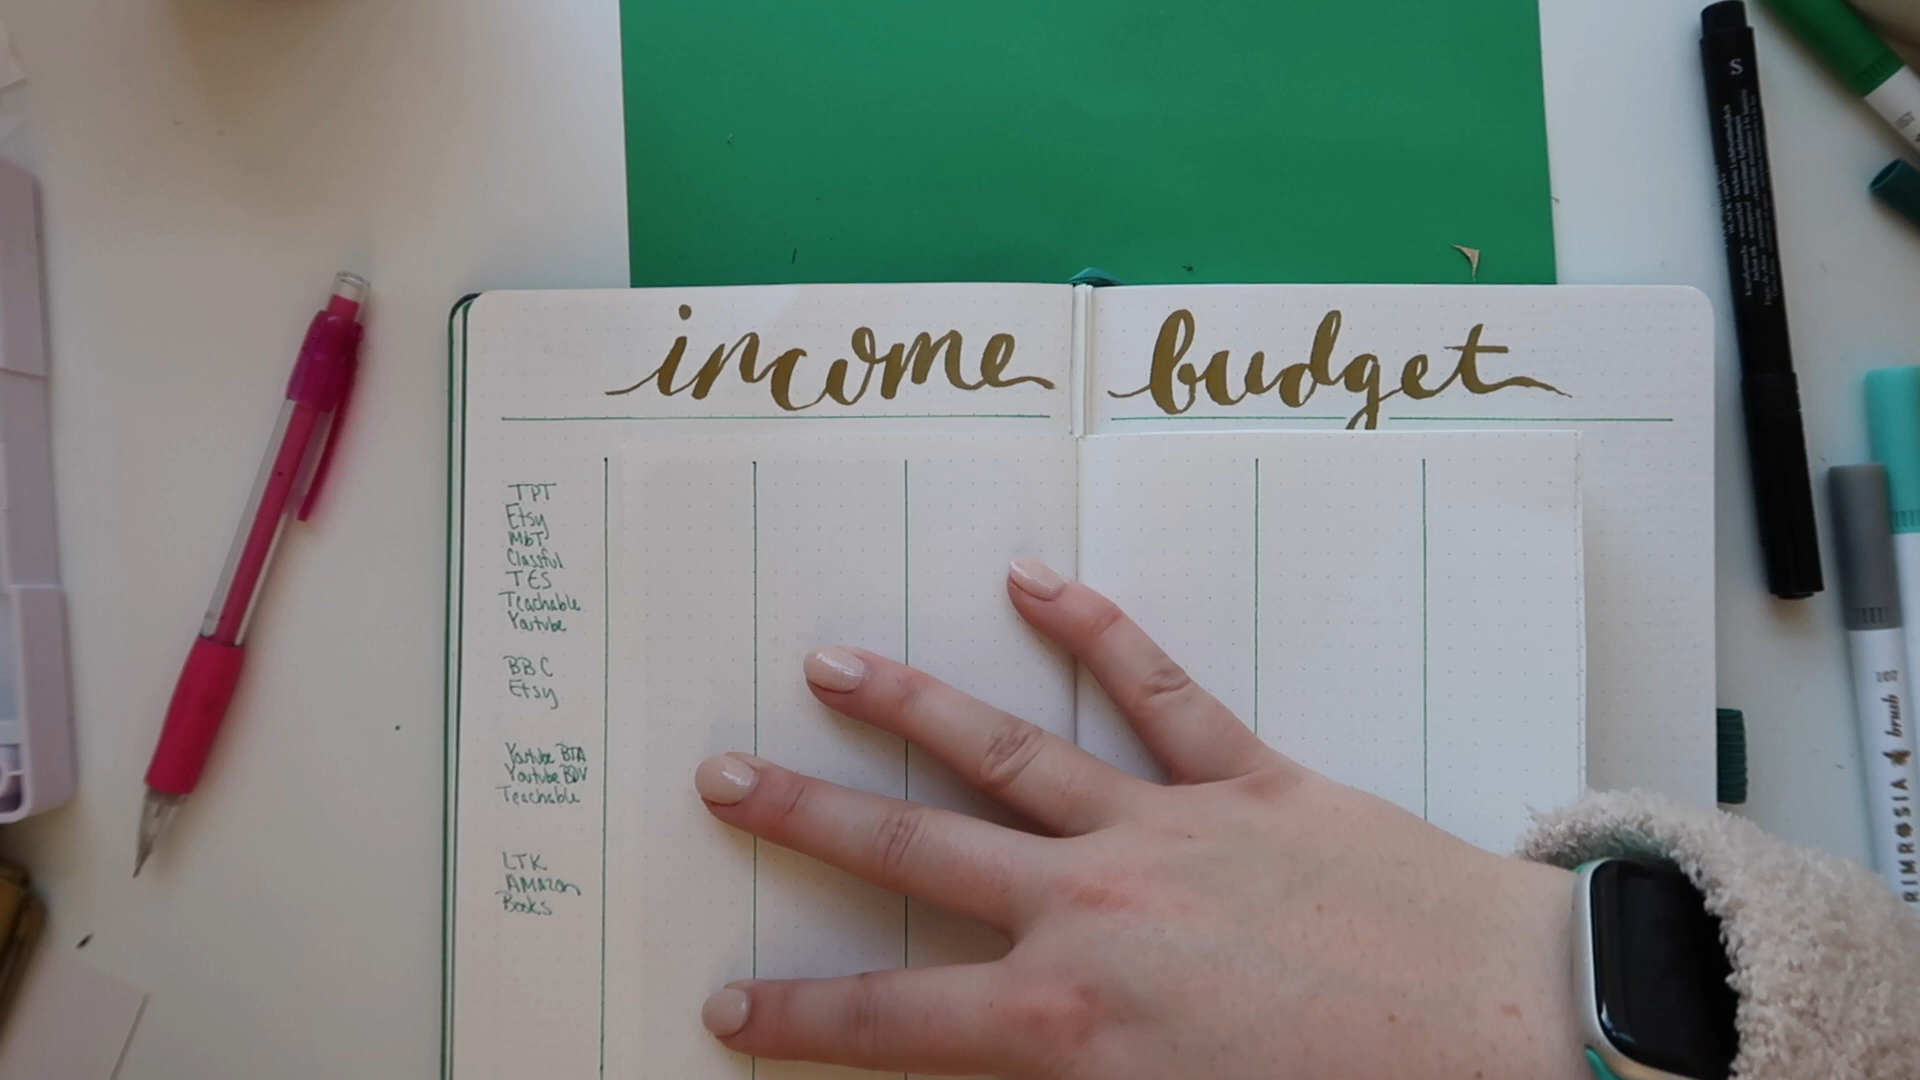 income budget
TPT
Etsy
MbT
Classful
TES
Teachable
Youtube
BBC
Etsy
Youtube BTA
Youtube BDV
Teachable
LTK
Amazon
Books
S
brush